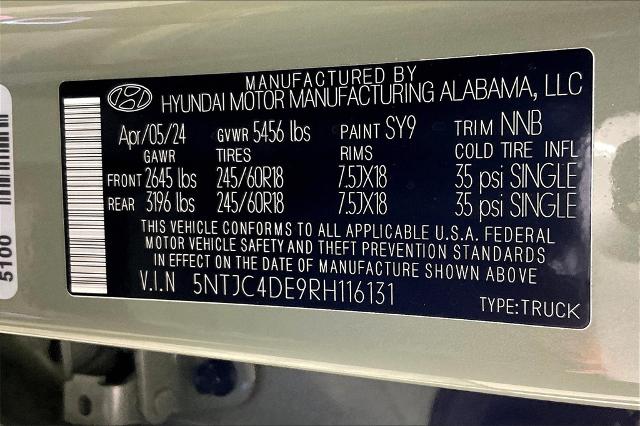 MANUFACTURED BY
HYUNDAI MOTOR MANUFACTURING ALABAMA, LLC
Apr/05/24 GVWR 5456 lbs PAINT SY9 TRIM NNB
GAWR TIRES RIMS COLD TIRE INFL
FRONT 2645 lbs 245/60R18 7.5JX18 35 psi SINGLE
REAR 3196 lbs 245/60R18 7.5JX18 35 psi SINGLE
THIS VEHICLE CONFORMS TO ALL APPLICABLE U.S.A. FEDERAL
MOTOR VEHICLE SAFETY AND THEFT PREVENTION STANDARDS
IN EFFECT ON THE DATE OF MANUFACTURE SHOWN ABOVE
V.I.N 5NTJC4DE9RH116131
TYPE:TRUCK
5100